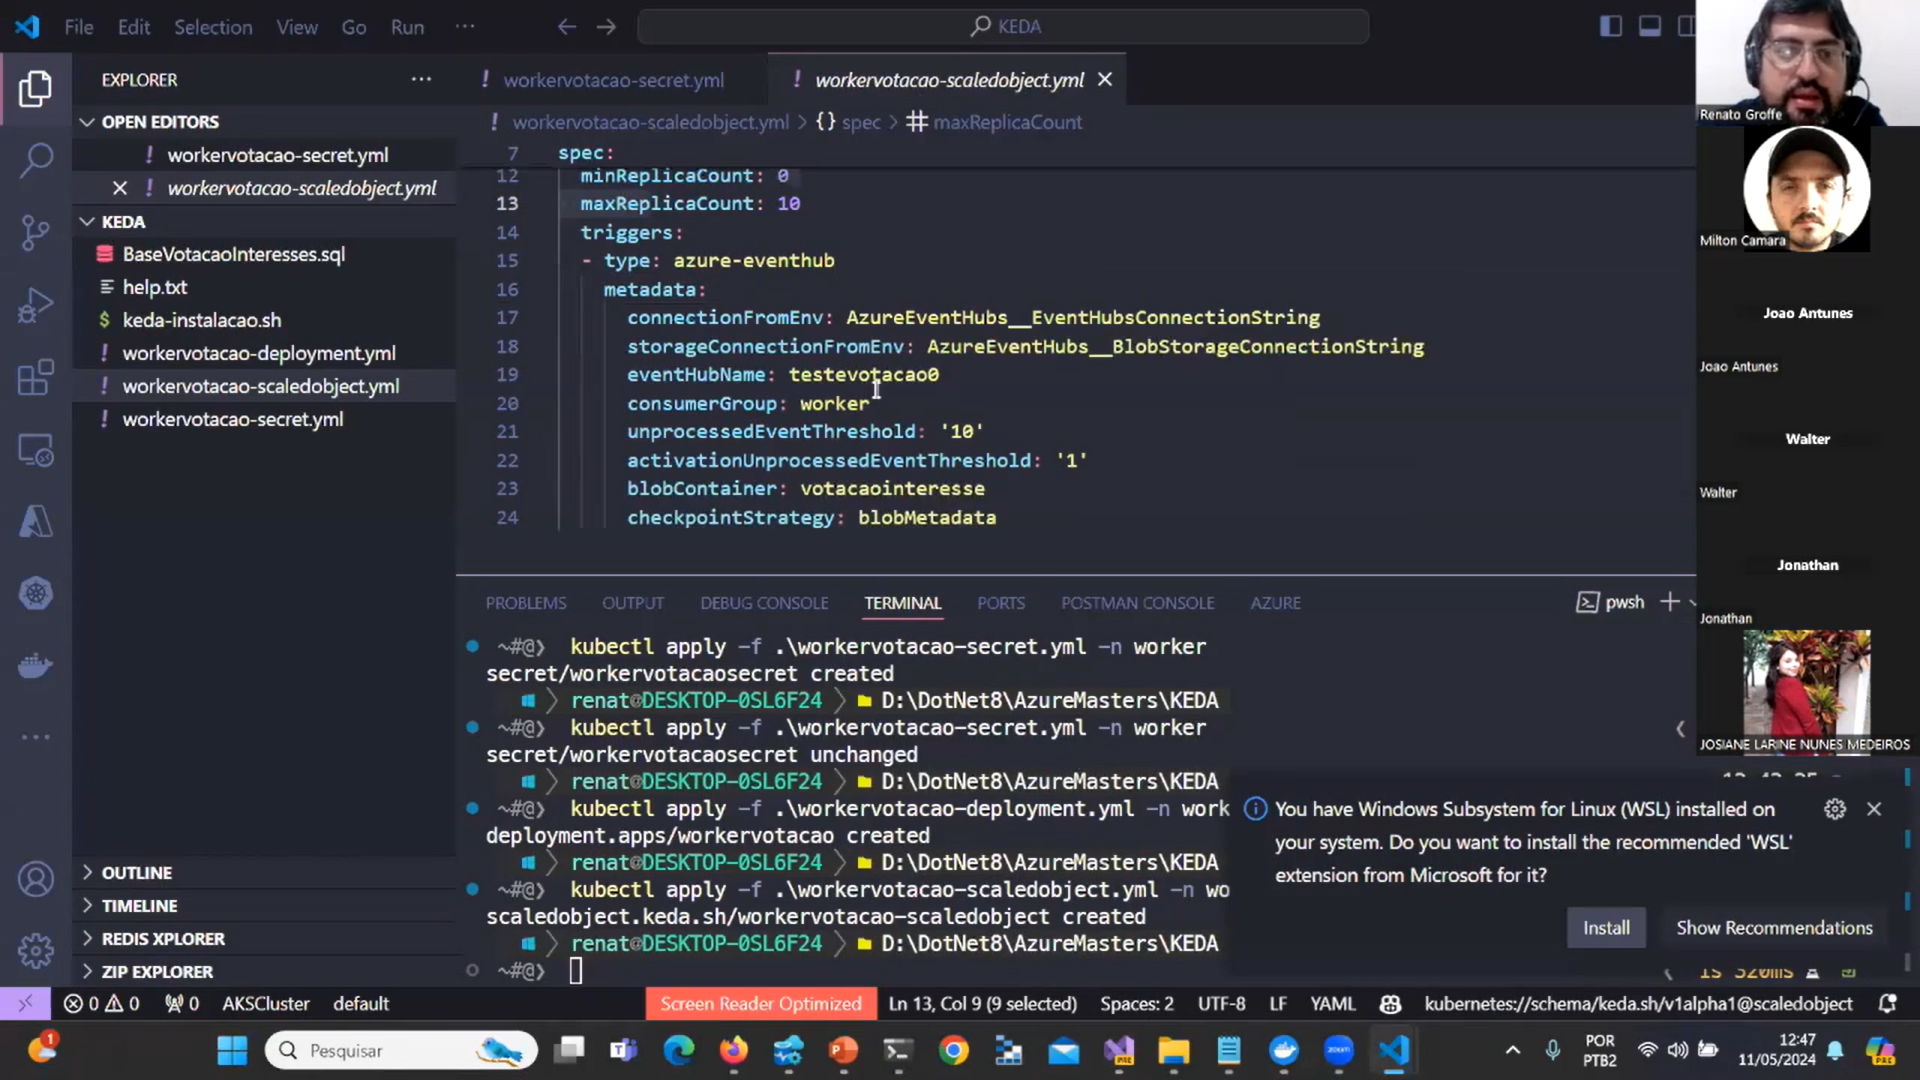 File Edit Selection View Go Run ···
KEDA
EXPLORER
OPEN EDITORS
! workervotacao-secret.yml
! workervotacao-scaledobject.yml
KEDA
BaseVotacaoInteresses.sql
help.txt
$ keda-instalacao.sh
! workervotacao-deployment.yml
! workervotacao-scaledobject.yml
! workervotacao-secret.yml
OUTLINE
TIMELINE
REDIS XPLORER
ZIP EXPLORER
! workervotacao-secret.yml
! workervotacao-scaledobject.yml
! workervotacao-scaledobject.yml > {} spec > # maxReplicaCount
7 spec:
12 minReplicaCount: 0
13 maxReplicaCount: 10
14 triggers:
15 - type: azure-eventhub
16 metadata:
17 connectionFromEnv: AzureEventHubs__EventHubsConnectionString
18 storageConnectionFromEnv: AzureEventHubs__BlobStorageConnectionString
19 eventHubName: testevotacao0
20 consumerGroup: worker
21 unprocessedEventThreshold: '10'
22 activationUnprocessedEventThreshold: '1'
23 blobContainer: votacaointeresse
24 checkpointStrategy: blobMetadata
PROBLEMS OUTPUT DEBUG CONSOLE TERMINAL PORTS POSTMAN CONSOLE AZURE
pwsh
~#@❯ kubectl apply -f .\workervotacao-secret.yml -n worker
secret/workervotacaosecret created
renat@DESKTOP-0SL6F24 D:\DotNet8\AzureMasters\KEDA
~#@❯ kubectl apply -f .\workervotacao-secret.yml -n worker
secret/workervotacaosecret unchanged
renat@DESKTOP-0SL6F24 D:\DotNet8\AzureMasters\KEDA
~#@❯ kubectl apply -f .\workervotacao-deployment.yml -n work
deployment.apps/workervotacao created
renat@DESKTOP-0SL6F24 D:\DotNet8\AzureMasters\KEDA
~#@❯ kubectl apply -f .\workervotacao-scaledobject.yml -n wo
scaledobject.keda.sh/workervotacao-scaledobject created
renat@DESKTOP-0SL6F24 D:\DotNet8\AzureMasters\KEDA
~#@❯
1s 320ms
You have Windows Subsystem for Linux (WSL) installed on
your system. Do you want to install the recommended 'WSL'
extension from Microsoft for it?
Install
Show Recommendations
Renato Groffe
Milton Camara
Joao Antunes
Joao Antunes
Walter
Walter
Jonathan
Jonathan
JOSIANE LARINE NUNES MEDEIROS
0 0 0 AKSCluster default
Screen Reader Optimized Ln 13, Col 9 (9 selected) Spaces: 2 UTF-8 LF YAML kubernetes://schema/keda.sh/v1alpha1@scaledobject
1
Pesquisar
PRE
PRE
POR
PTB2
12:47
11/05/2024